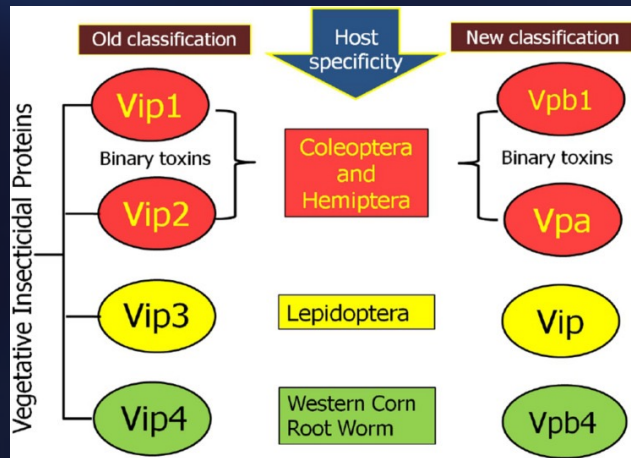 Old classification
Host
specificity
New classification
Vegetative Insecticidal Proteins
Vip1
Binary toxins
Vip2
Coleoptera
and
Hemiptera
Vpb1
Binary toxins
Vpa
Vip3
Lepidoptera
Vip
Vip4
Western Corn
Root Worm
Vpb4